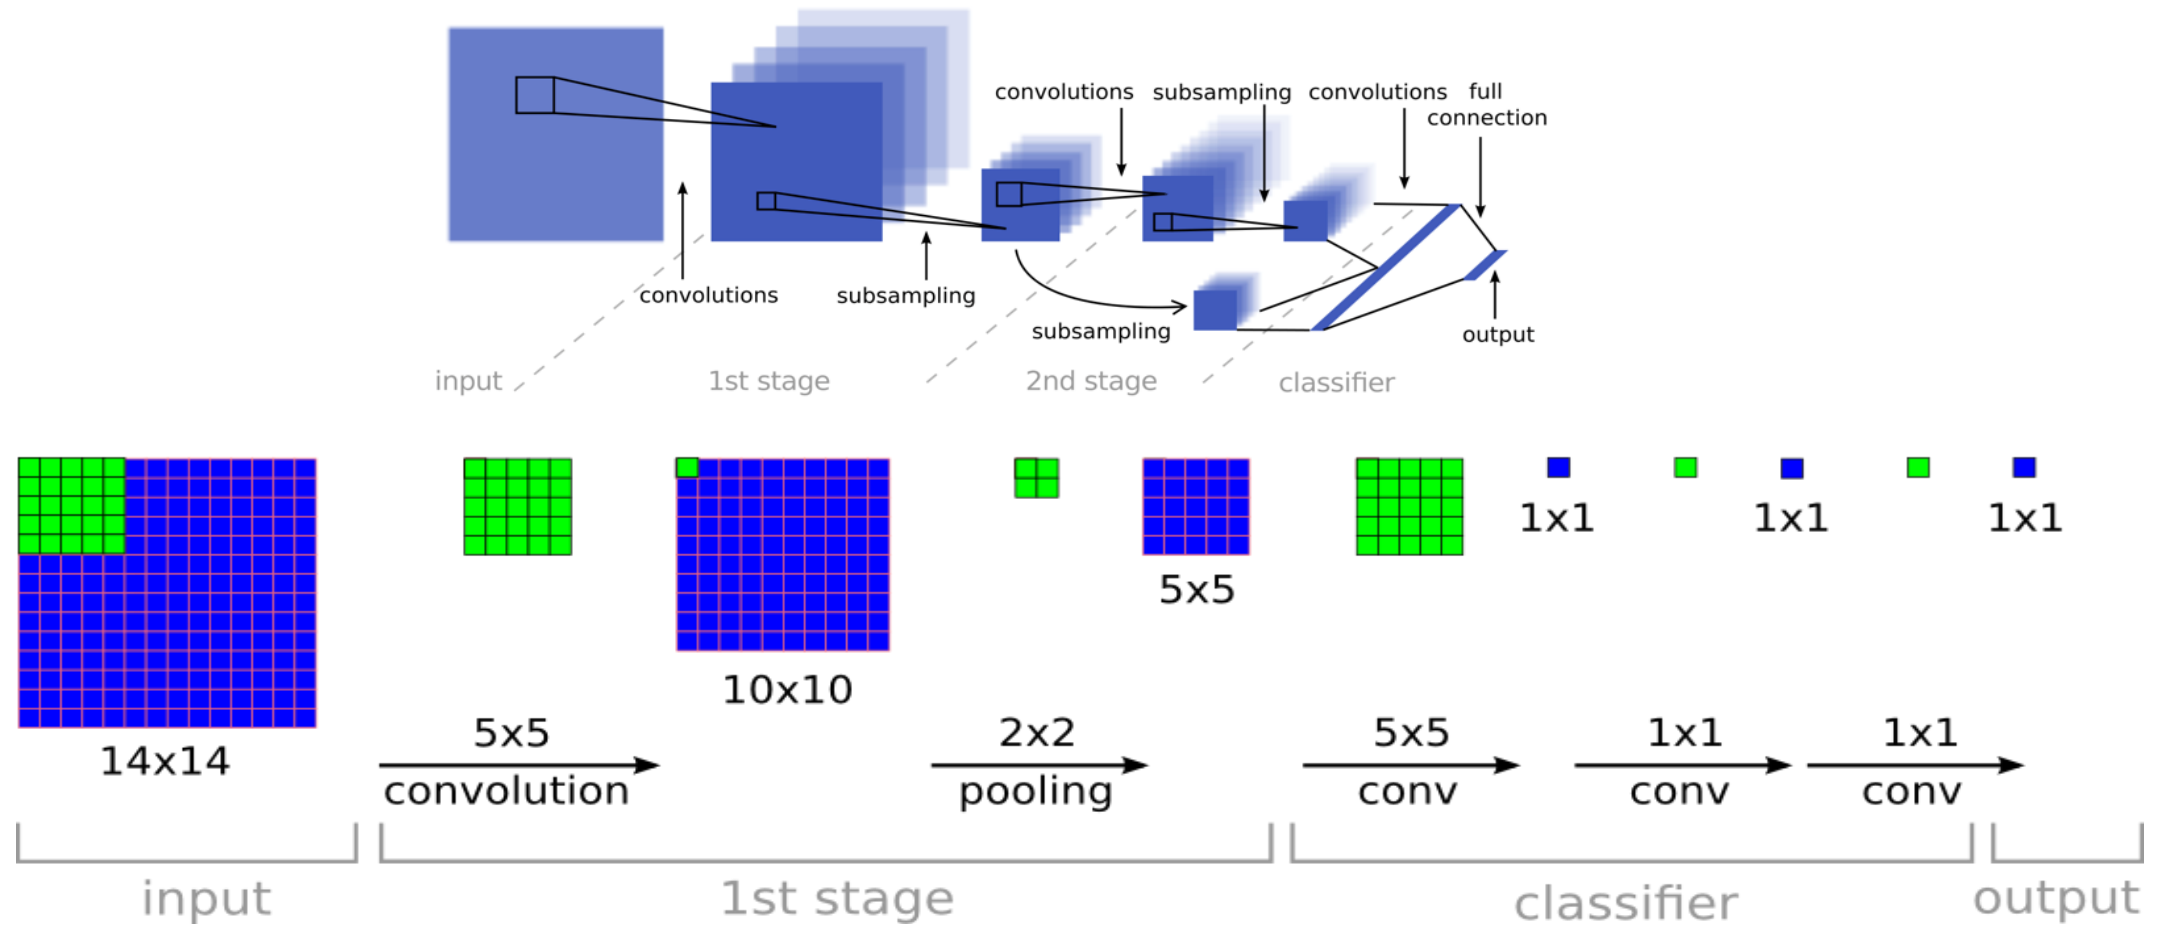 convolutions
subsampling
convolutions
full
connection
convolutions
subsampling
subsampling
output
input
1st stage
2nd stage
classifier
1x1
1x1
1x1
5x5
10x10
14x14
5x5
convolution
2x2
pooling
5x5
conv
1x1
conv
1x1
conv
input
1st stage
classifier
output